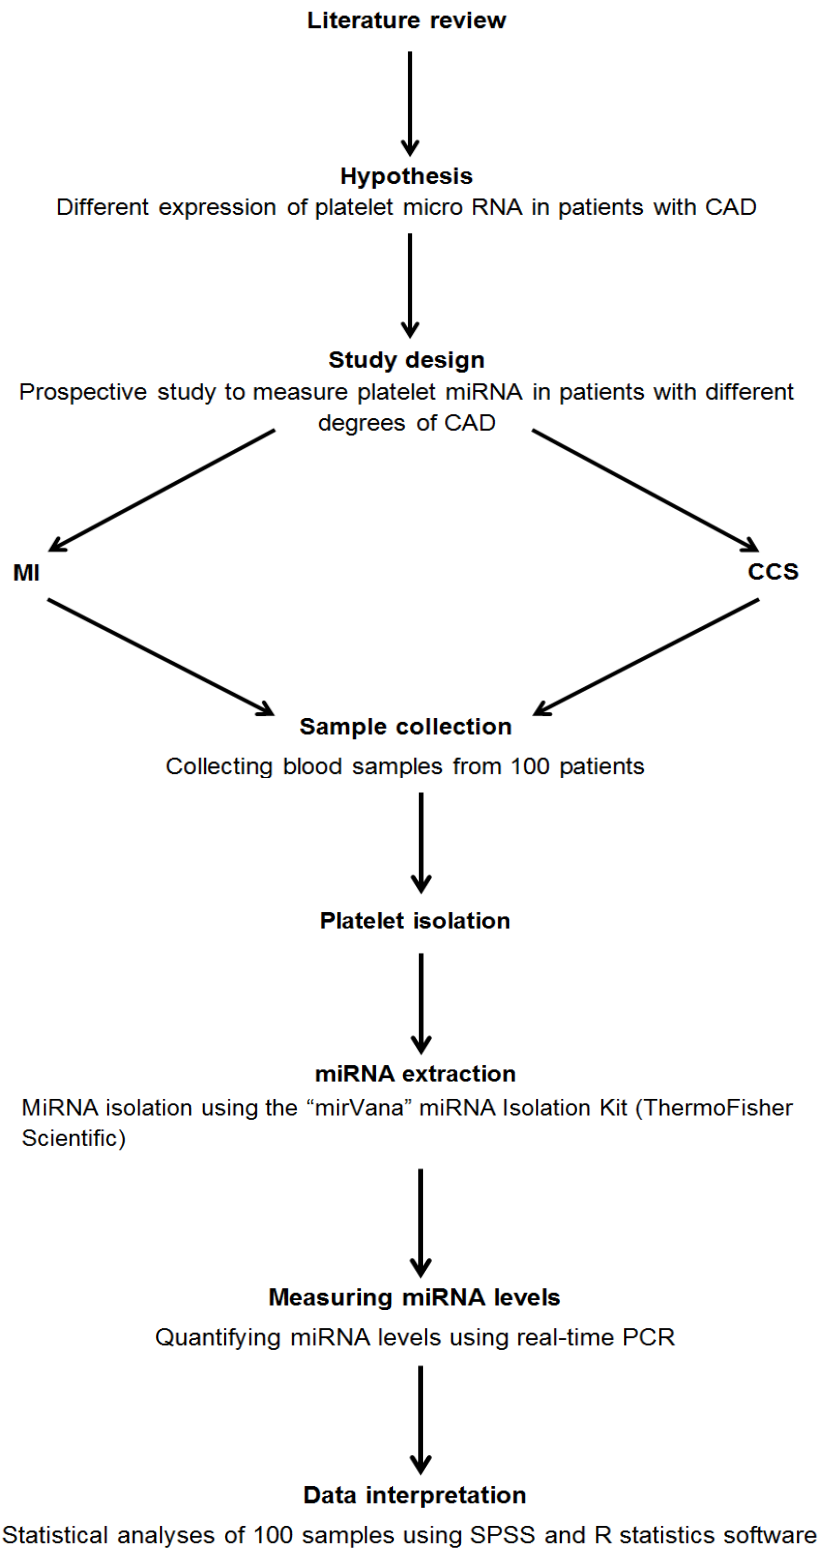 Literature review
Hypothesis
Different expression of platelet micro RNA in patients with CAD
Study design
Prospective study to measure platelet miRNA in patients with different
degrees of CAD
MI
CCS
Sample collection
Collecting blood samples from 100 patients
Platelet isolation
miRNA extraction
MiRNA isolation using the “mirVana” miRNA Isolation Kit (ThermoFisher
Scientific)
Measuring miRNA levels
Quantifying miRNA levels using real-time PCR
Data interpretation
Statistical analyses of 100 samples using SPSS and R statistics software